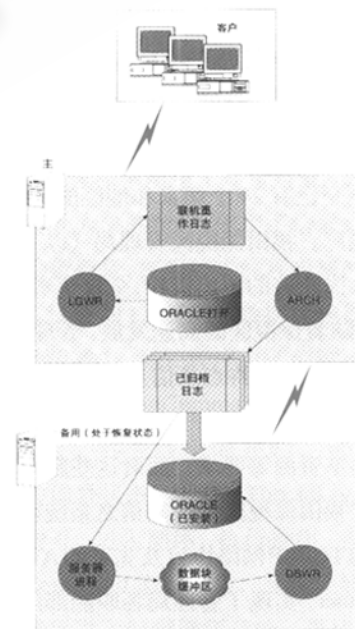 客户
主
联机重
作日志
LGWR
ORACLE打开
ARCH
已归档
日志
备用(处于恢复状态)
ORACLE
(已安装)
服务器
进程
数据块
缓冲区
DBWR